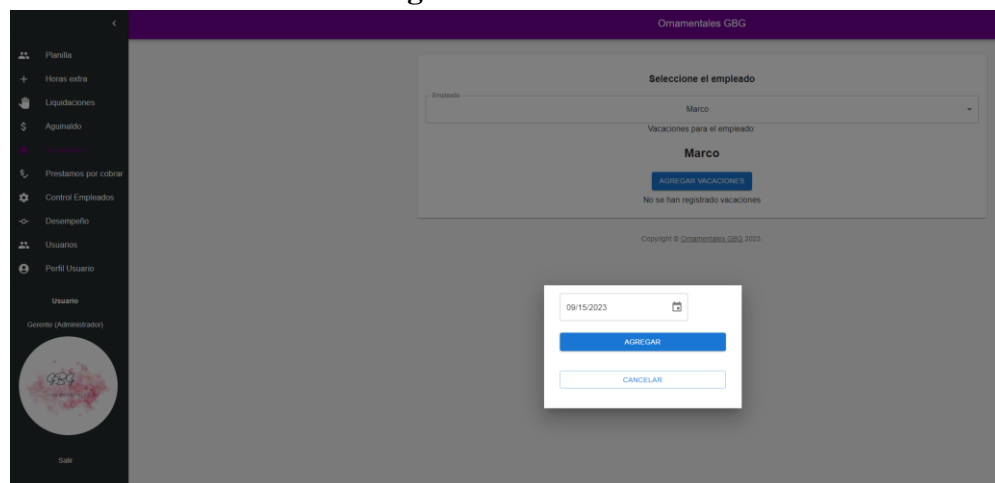 Ornamentales GBG
Planilla
Horas extra
Liquidaciones
Aguinaldo
Prestamos por cobrar
Control Empleados
Desempeño
Usuarios
Perfil Usuario
Usuario
Gerente (Administrador)
GBG
Salir
Seleccione el empleado
Empleado
Marco
Vacaciones para el empleado
Marco
AGREGAR VACACIONES
No se han registrado vacaciones
Copyright © Ornamentales GBG 2023.
09/15/2023
AGREGAR
CANCELAR